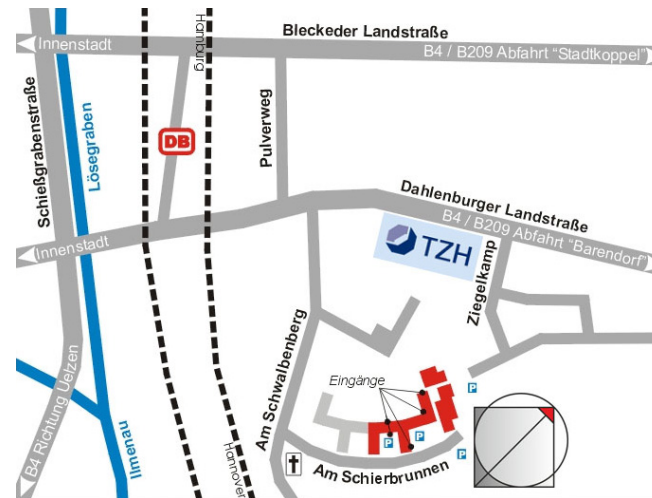 Bleckeder Landstraße
Innenstadt
B4 / B209 Abfahrt "Stadtkoppel"
Hamburg
Schießgrabenstraße
Lösegraben
DB
Pulverweg
Dahlenburger Landstraße
B4 / B209 Abfahrt "Barendorf"
Innenstadt
TZH
Ziegelkamp
Am Schwalbenberg
Eingänge
P
P
P
P
Am Schierbrunnen
B4 Richtung Uelzen
Ilmenau
Hannover